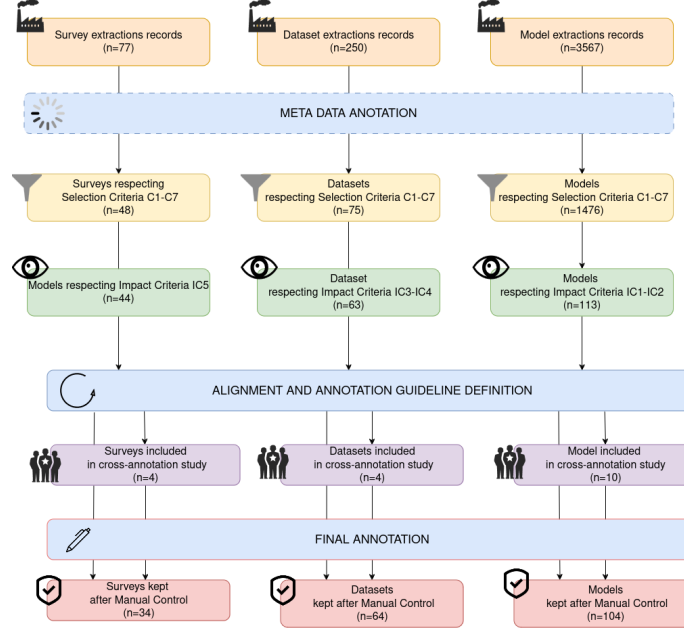 Survey extractions records
(n=77)
Dataset extractions records
(n=250)
Model extractions records
(n=3567)
META DATA ANOTATION
Surveys respecting
Selection Criteria C1-C7
(n=48)
Datasets
respecting Selection Criteria C1-C7
(n=75)
Models
respecting Selection Criteria C1-C7
(n=1476)
Models respecting Impact Criteria IC5
(n=44)
Dataset
respecting Impact Criteria IC3-IC4
(n=63)
Models
respecting Impact Criteria IC1-IC2
(n=113)
ALIGNMENT AND ANNOTATION GUIDELINE DEFINITION
Surveys included
in cross-annotation study
(n=4)
Datasets included
in cross-annotation study
(n=4)
Model included
in cross-annotation study
(n=10)
FINAL ANNOTATION
Surveys kept
after Manual Control
(n=34)
Datasets
kept after Manual Control
(n=64)
Models
kept after Manual Control
(n=104)